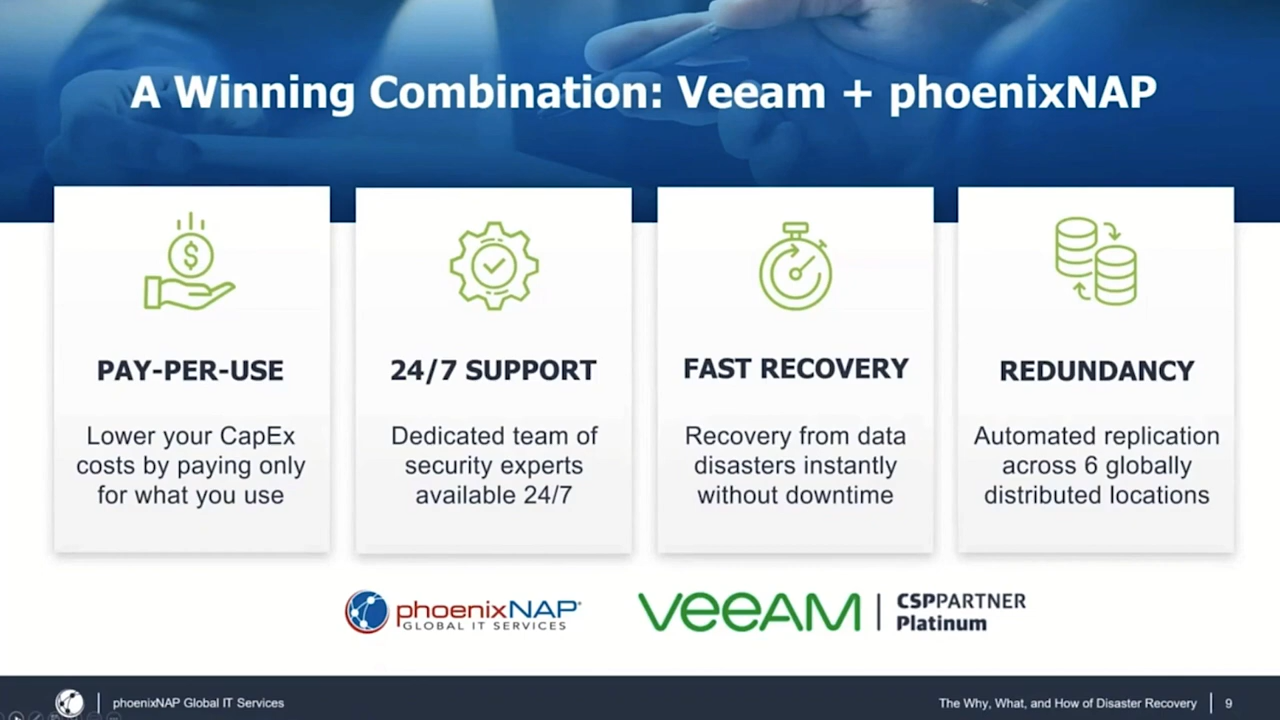 A Winning Combination: Veeam + phoenixNAP
$
PAY-PER-USE
Lower your CapEx
costs by paying only
for what you use
24/7 SUPPORT
Dedicated team of
security experts
available 24/7
FAST RECOVERY
Recovery from data
disasters instantly
without downtime
REDUNDANCY
Automated replication
across 6 globally
distributed locations
phoenixNAP
GLOBAL IT SERVICES
veeAM
CSPPARTNER
Platinum
phoenixNAP Global IT Services
The Why, What, and How of Disaster Recovery
9